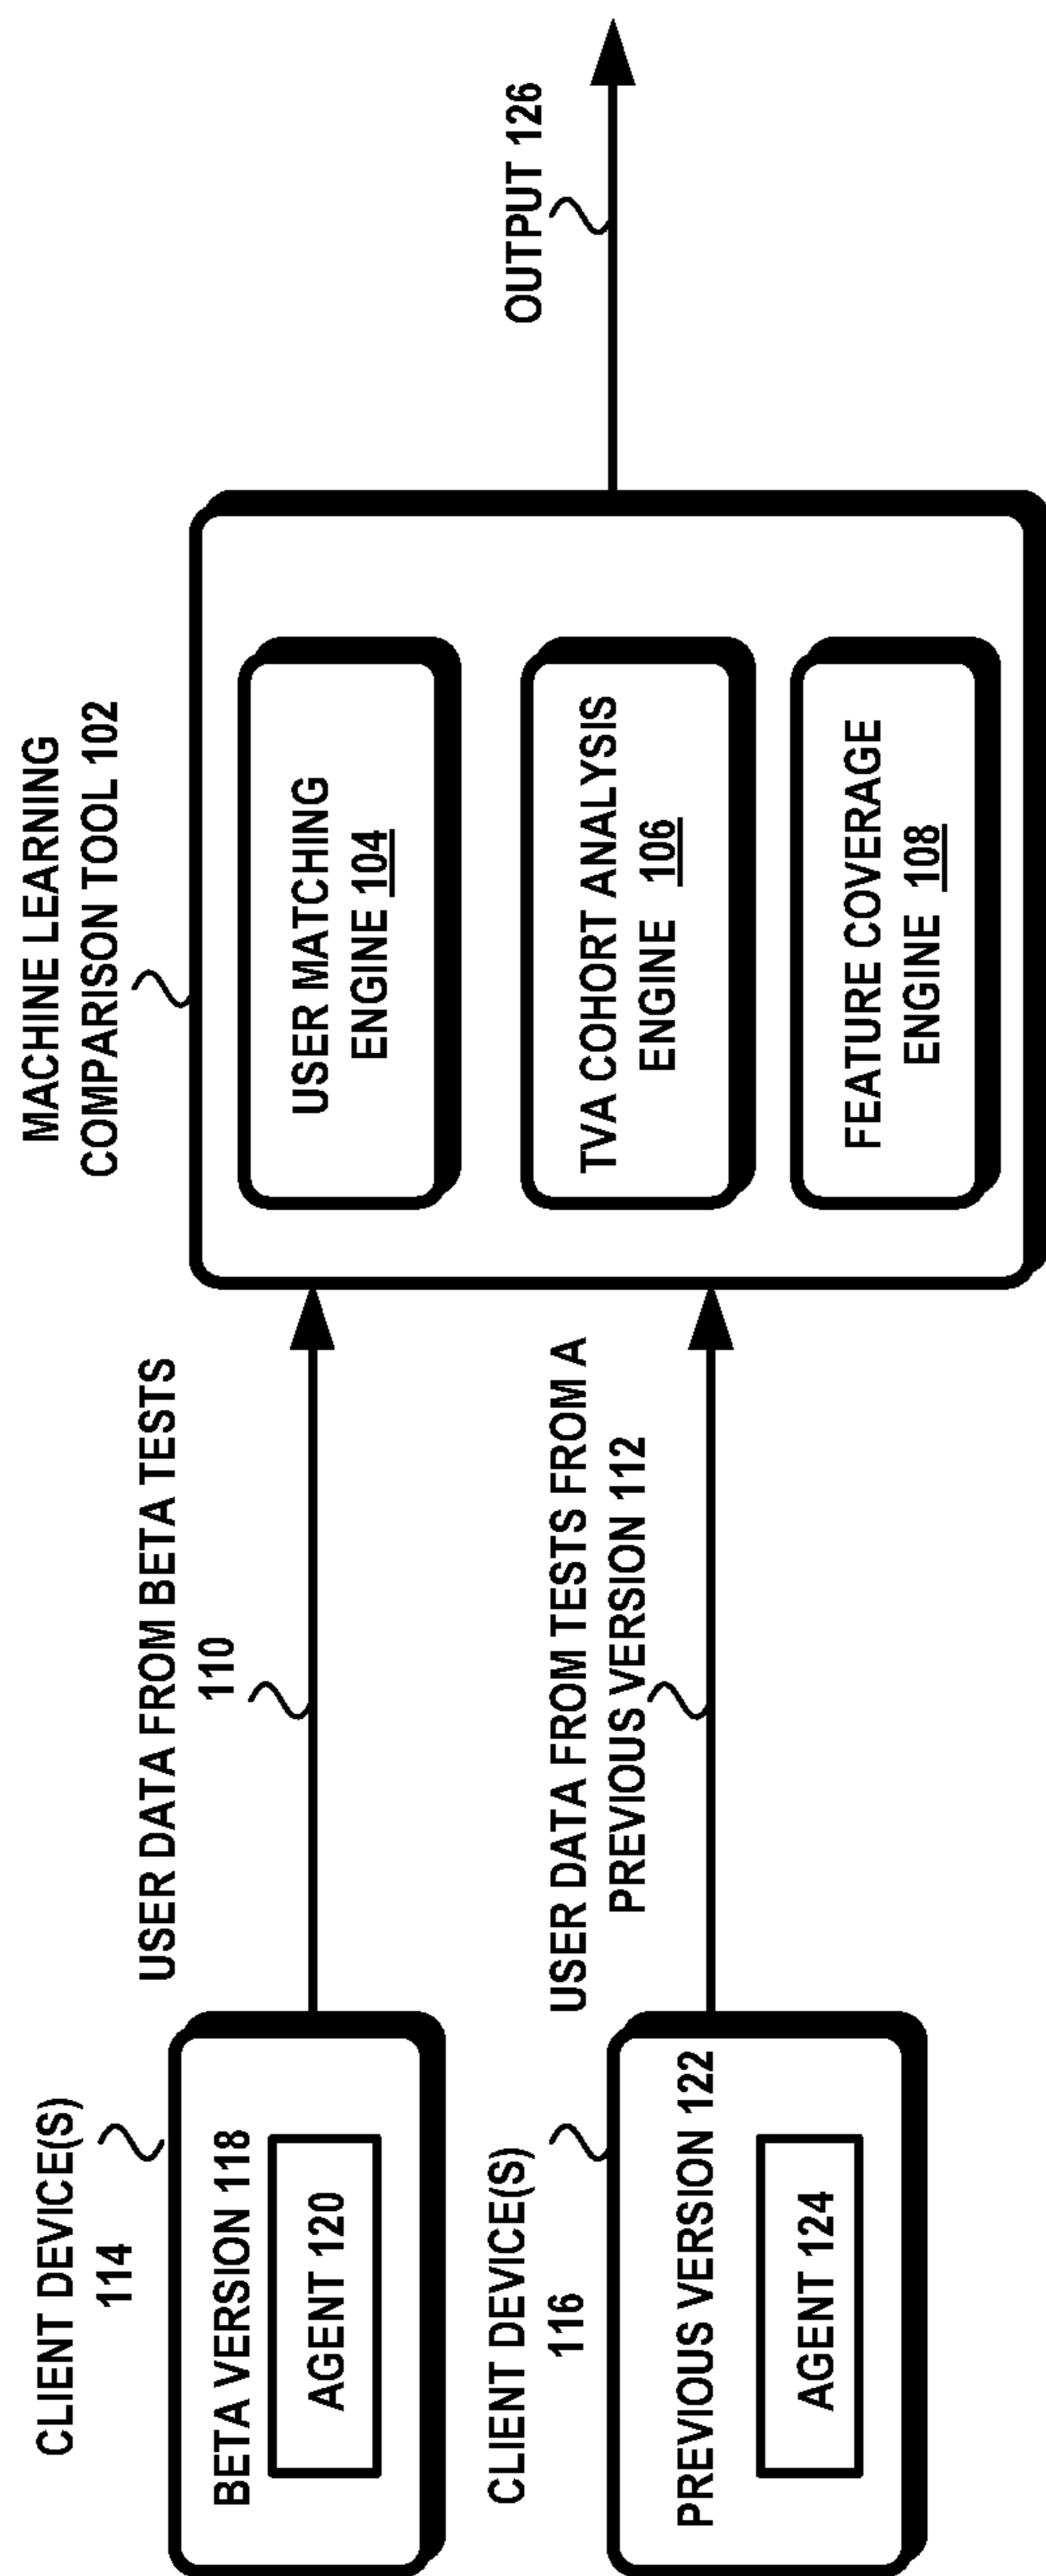 CLIENT DEVICE(S)
114
BETA VERSION 118
AGENT 120
CLIENT DEVICE(S)
116
PREVIOUS VERSION 122
AGENT 124
USER DATA FROM BETA TESTS
110
USER DATA FROM TESTS FROM A
PREVIOUS VERSION 112
MACHINE LEARNING
COMPARISON TOOL 102
USER MATCHING
ENGINE 104
TVA COHORT ANALYSIS
ENGINE 106
FEATURE COVERAGE
ENGINE 108
OUTPUT 126